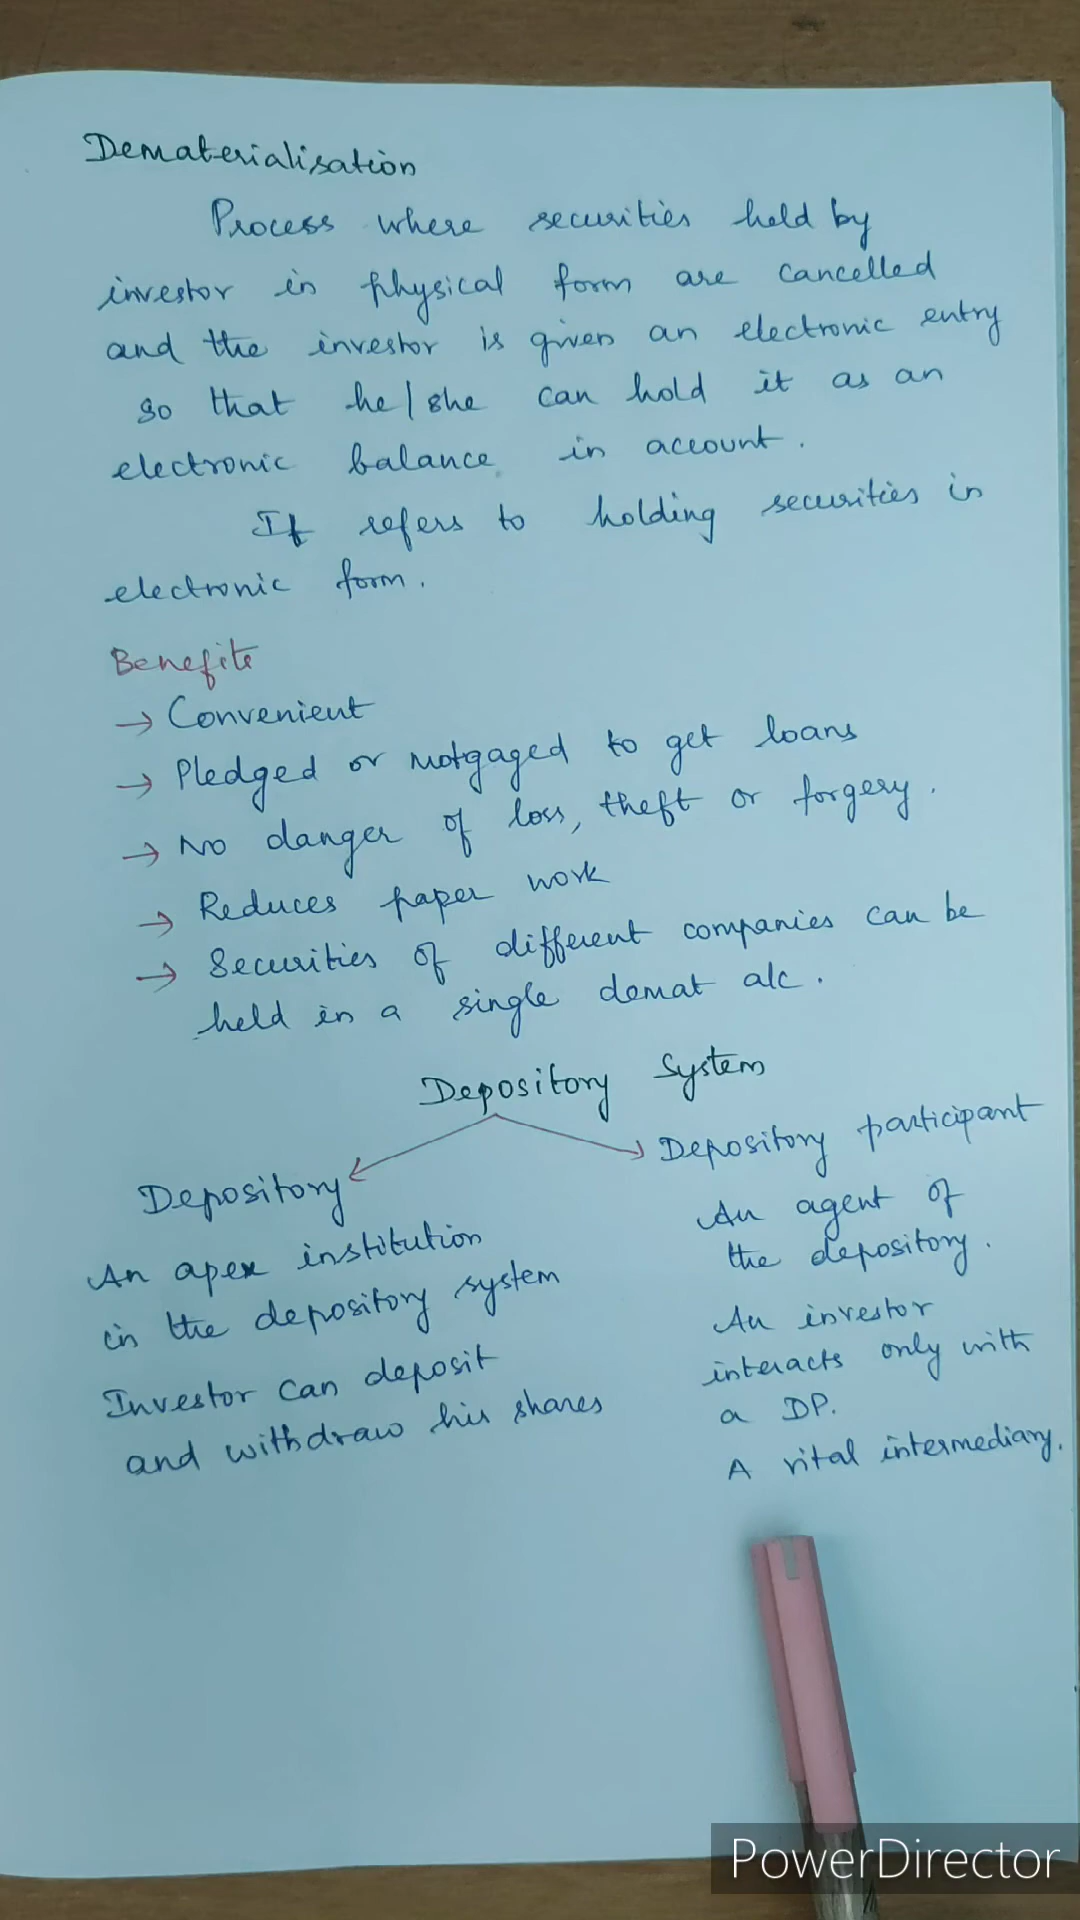 Dematerialisation
Process where securities held by
investor in physical form are cancelled
and the investor is given an electronic entry
so that he/she can hold it as an
electronic balance in account.
It refers to holding securities in
electronic form.
Benefits
→ Convenient
→ Pledged or motgaged to get loans
→ No danger of loss, theft or forgery.
→ Reduces paper work
→ Securities of different companies can be
held in a single demat a/c.
Depository System
Depository
An apex institution
in the depository system
Investor can deposit
and withdraw his shares
Depository participant
An agent of
the depository.
An investor
interacts only with
a DP.
A vital intermediary.
PowerDirector